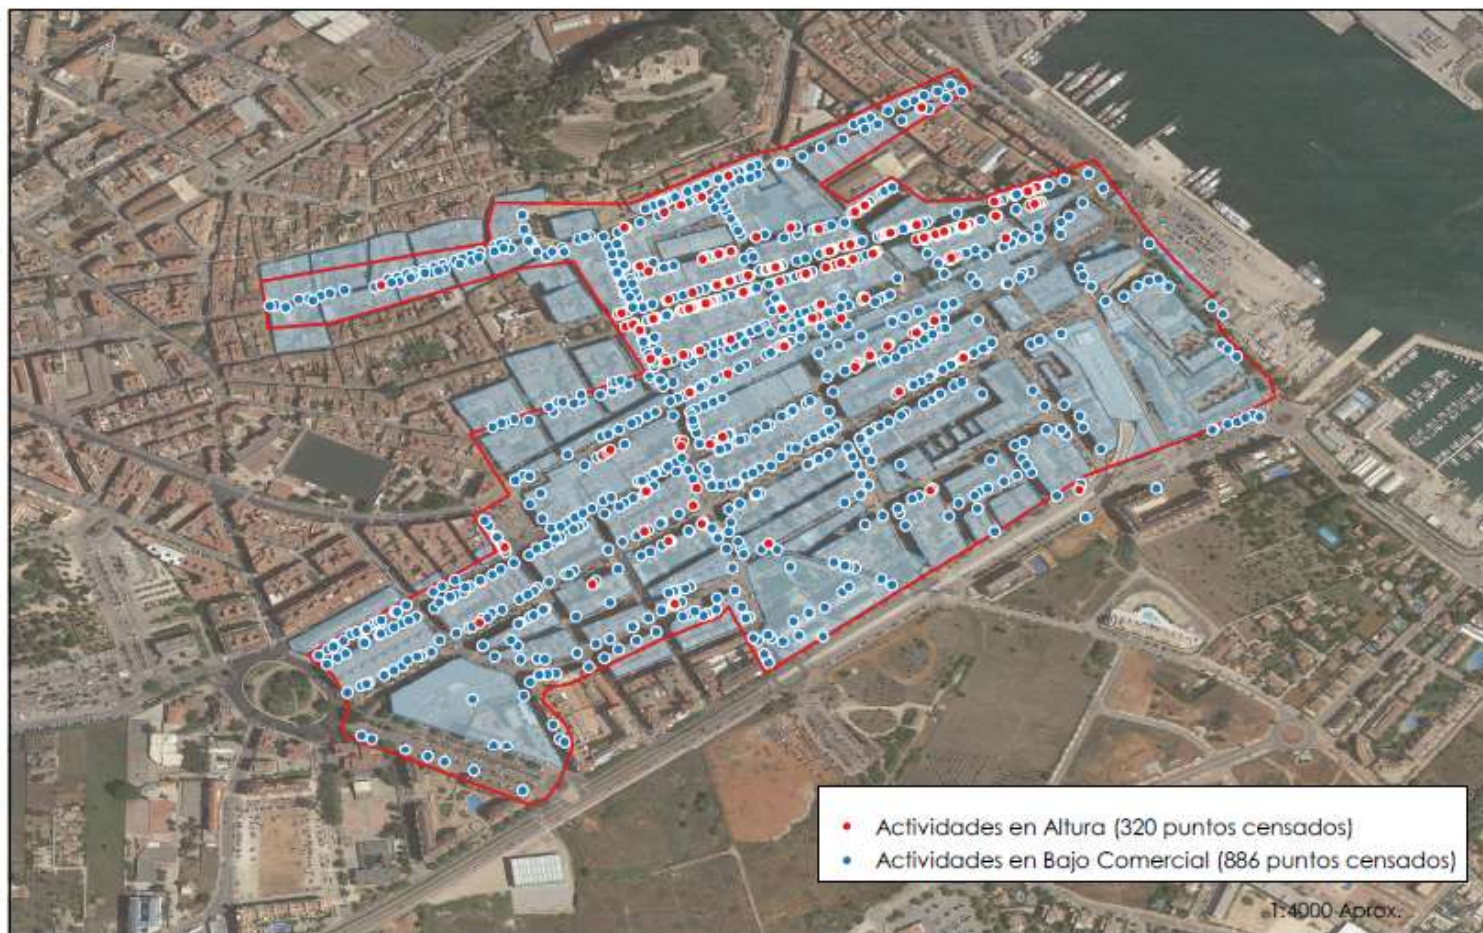 Actividades en Altura (320 puntos censados)
Actividades en Bajo Comercial (886 puntos censados)
1:4000 Aprox.